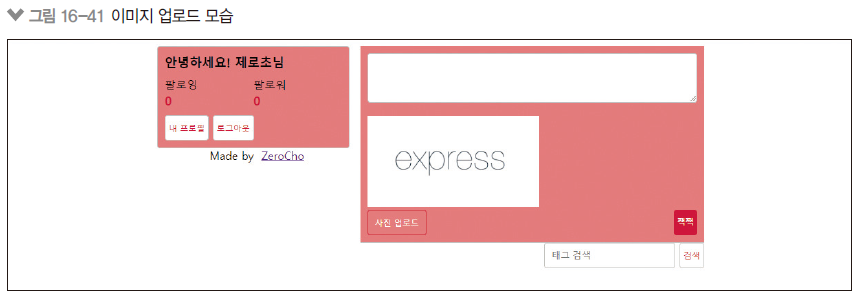 그림 16-41 이미지 업로드 모습
안녕하세요! 제로초님
팔로잉 팔로워
0 0
내 프로필 로그아웃
Made by ZeroCho
express
사진 업로드 짹짹
태그 검색 검색